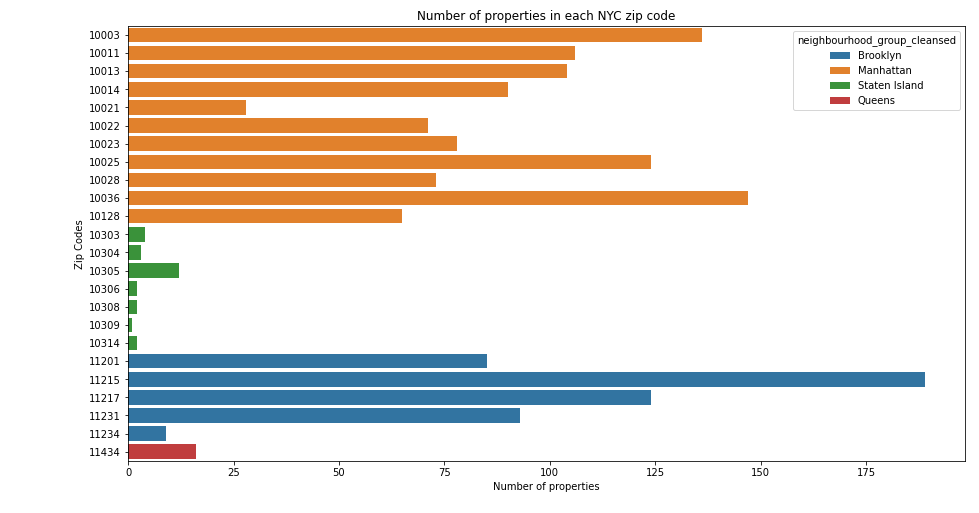 Number of properties in each NYC zip code
neighbourhood_group_cleansed
Brooklyn
Manhattan
Staten Island
Queens
Zip Codes
10003
10011
10013
10014
10021
10022
10023
10025
10028
10036
10128
10303
10304
10305
10306
10308
10309
10314
11201
11215
11217
11231
11234
11434
0 25 50 75 100 125 150 175
Number of properties